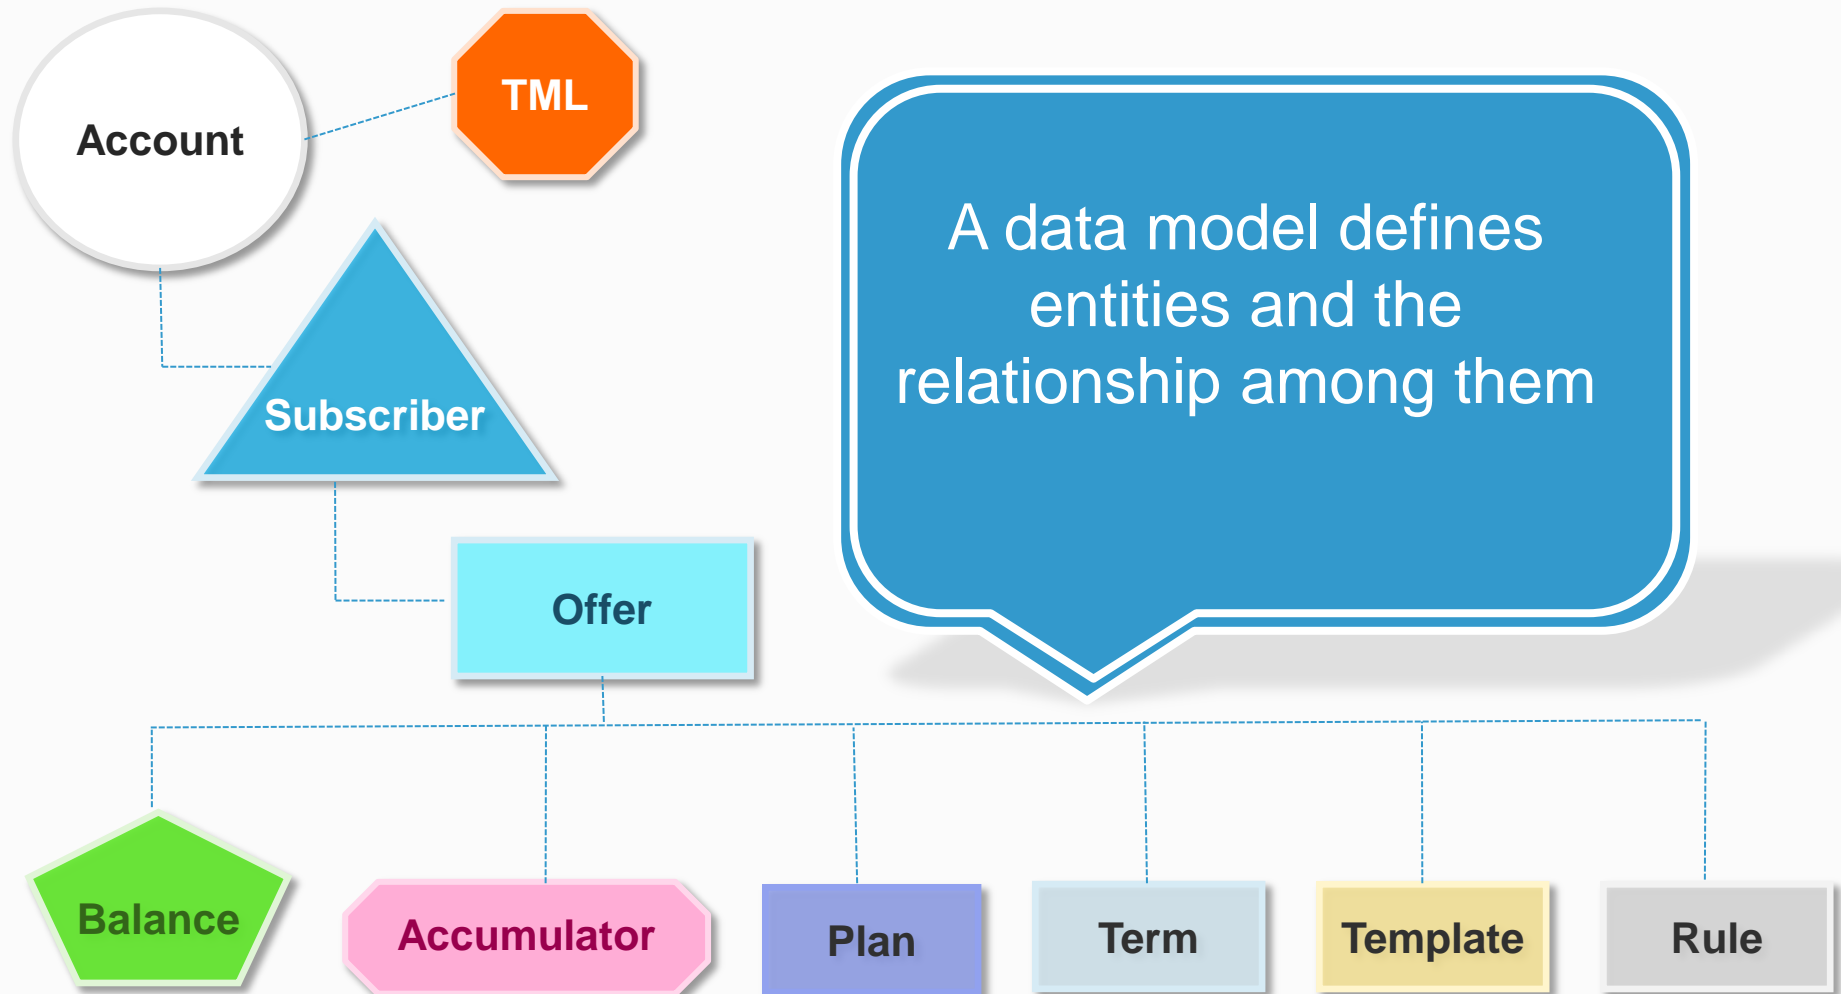 TML
Account
A data model defines
entities and the
relationship among them
Subscriber
Offer
Balance
Accumulator
Plan
Term
Template
Rule